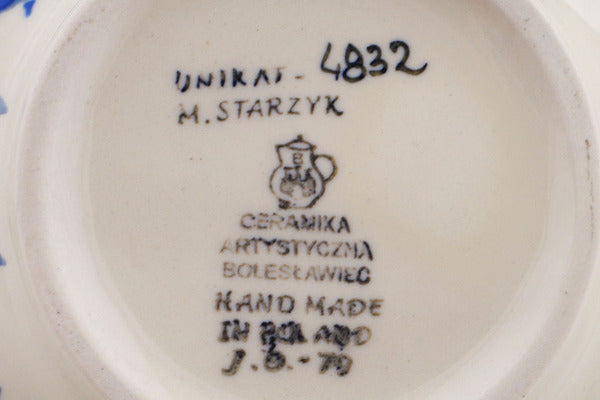 UNIKAT- 4832
M. STARZYK
B
CERAMIKA
ARTYSTYCZNA
BOLESŁAWIEC
HAND MADE
IN POLAND